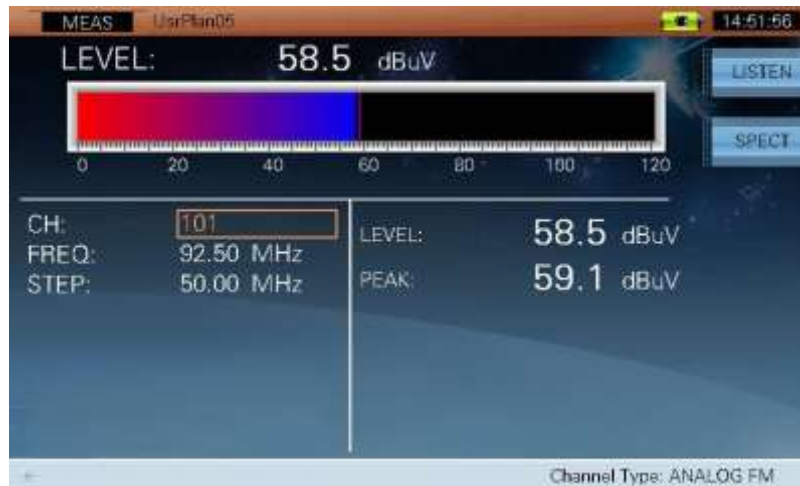 MEAS UsrPlan05 14:51:56
LEVEL: 58.5 dBuV
LISTEN
SPECT
0 20 40 60 80 100 120
CH: 101
FREQ: 92.50 MHz
STEP: 50.00 MHz
LEVEL: 58.5 dBuV
PEAK: 59.1 dBuV
Channel Type: ANALOG FM